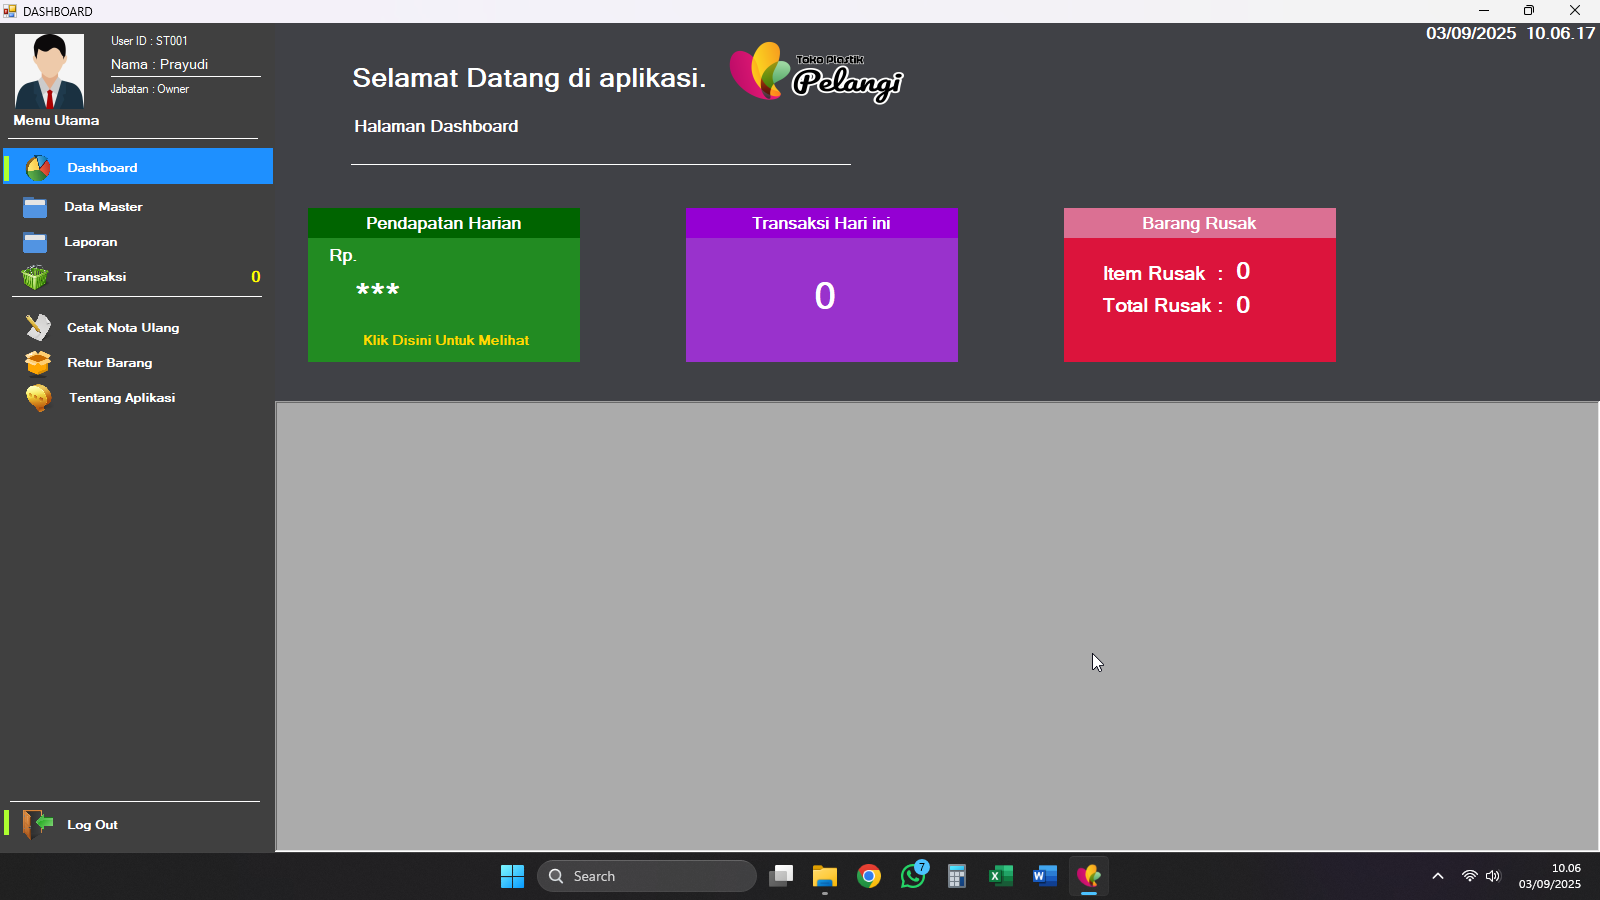 DASHBOARD
User ID : ST001
Nama : Prayudi
Jabatan : Owner
Menu Utama
Dashboard
Data Master
Laporan
Transaksi 0
Cetak Nota Ulang
Retur Barang
Tentang Aplikasi
Log Out
03/09/2025 10.06.17
Selamat Datang di aplikasi.
Toko Plastik
Pelangi
Halaman Dashboard
Pendapatan Harian
Rp.
***
Klik Disini Untuk Melihat
Transaksi Hari ini
0
Barang Rusak
Item Rusak : 0
Total Rusak : 0
Search
7
10.06
03/09/2025